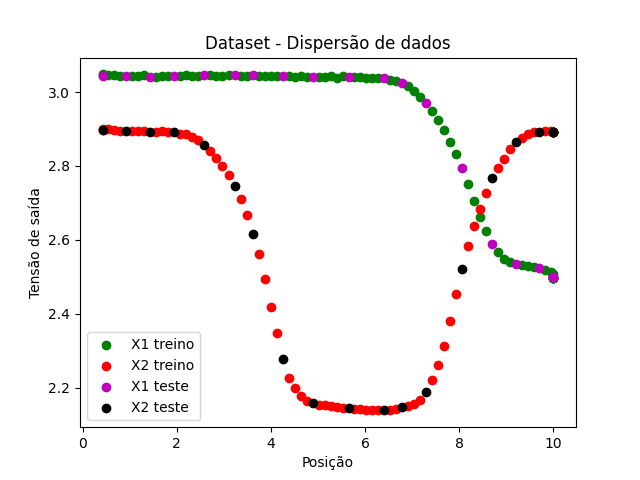 Dataset - Dispersão de dados
Tensão de saída
3.0
2.8
2.6
2.4
2.2
X1 treino
X2 treino
X1 teste
X2 teste
0 2 4 6 8 10
Posição